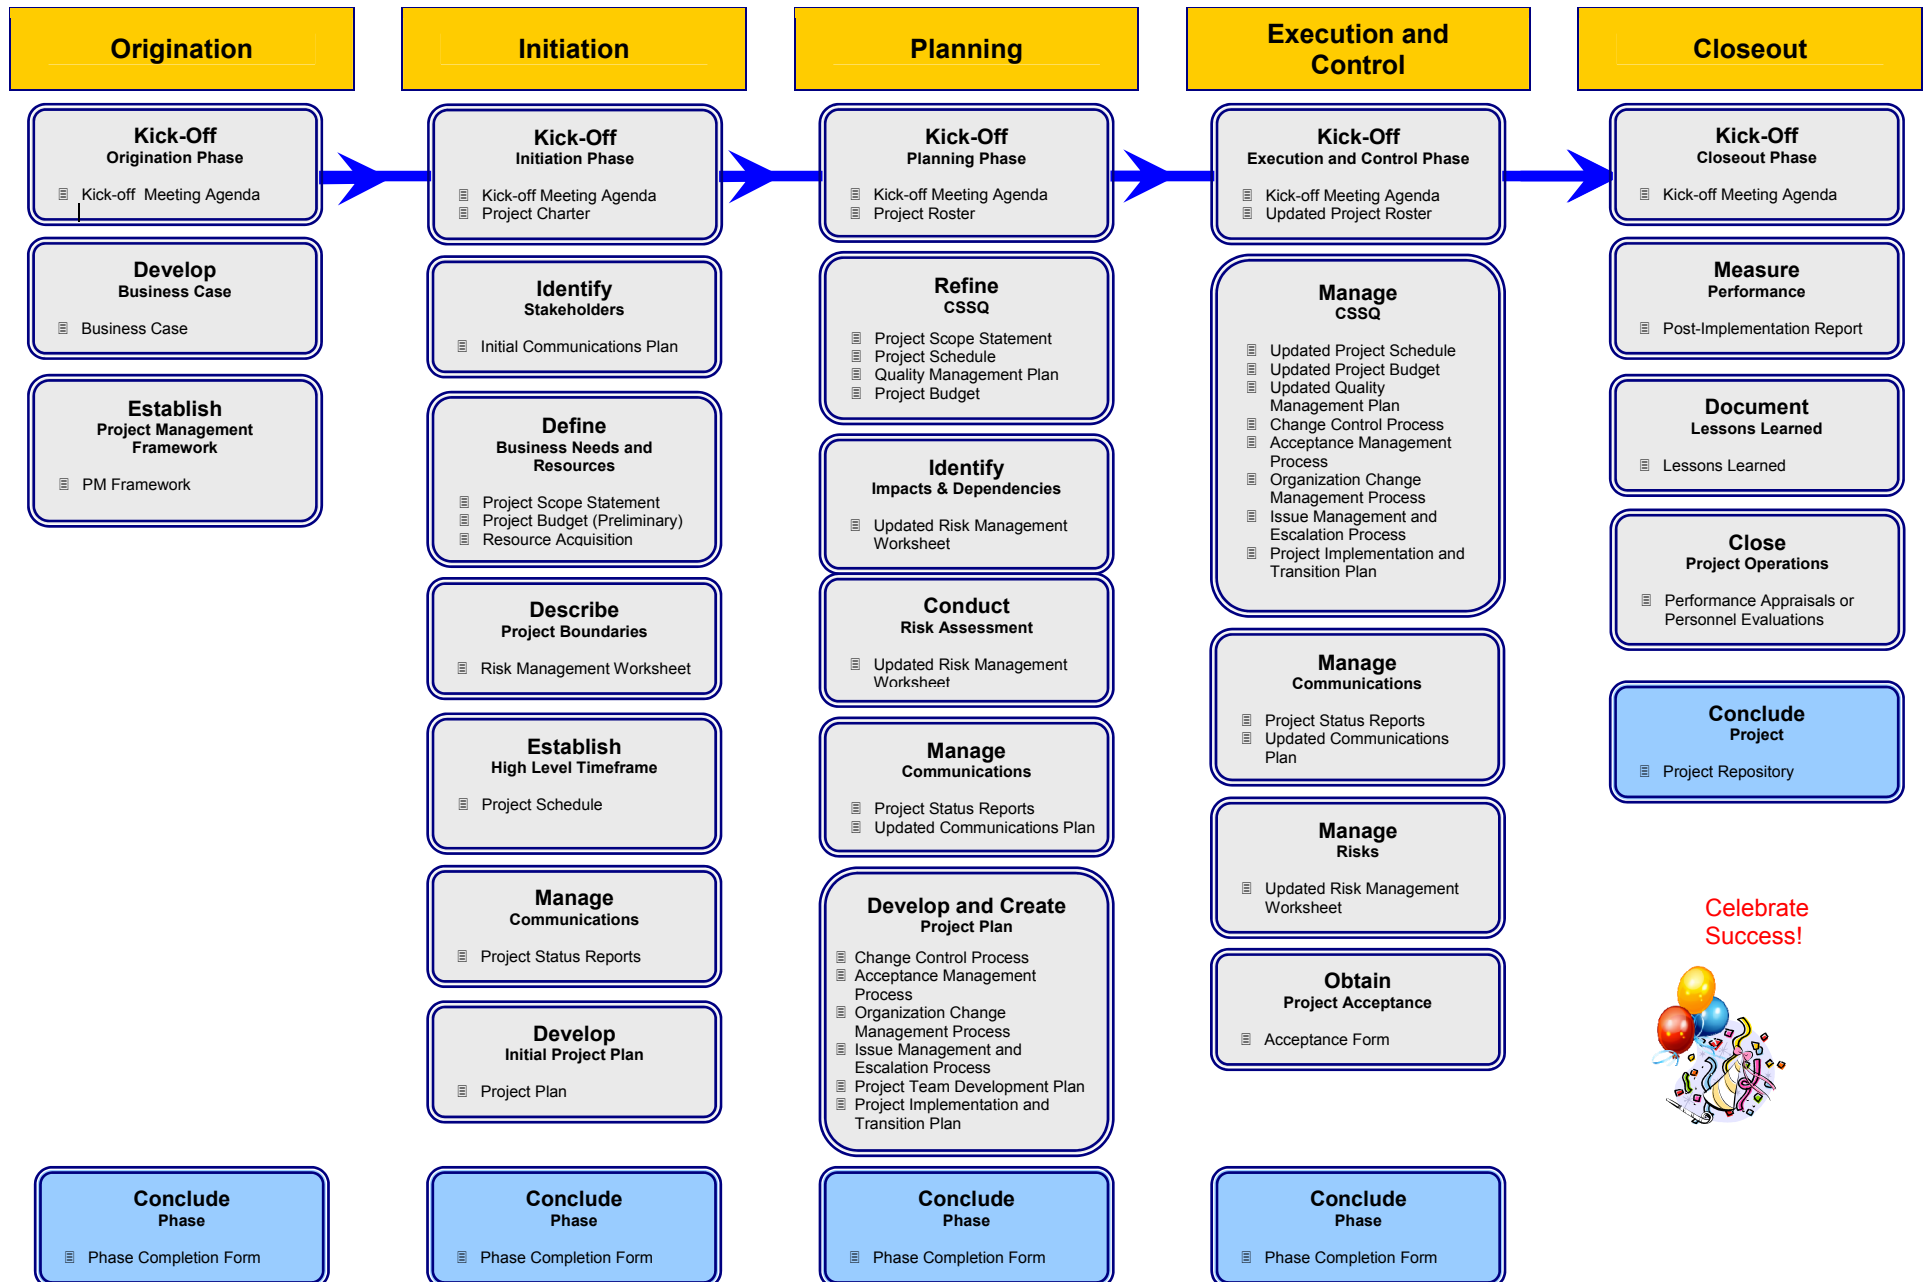 Origination
Kick-Off
Origination Phase
Kick-off Meeting Agenda
Develop
Business Case
Business Case
Establish
Project Management
Framework
PM Framework
Conclude
Phase
Phase Completion Form
Initiation
Kick-Off
Initiation Phase
Kick-off Meeting Agenda
Project Charter
Identify
Stakeholders
Initial Communications Plan
Define
Business Needs and
Resources
Project Scope Statement
Project Budget (Preliminary)
Resource Acquisition
Describe
Project Boundaries
Risk Management Worksheet
Establish
High Level Timeframe
Project Schedule
Manage
Communications
Project Status Reports
Develop
Initial Project Plan
Project Plan
Conclude
Phase
Phase Completion Form
Planning
Kick-Off
Planning Phase
Kick-off Meeting Agenda
Project Roster
Refine
CSSQ
Project Scope Statement
Project Schedule
Quality Management Plan
Project Budget
Identify
Impacts & Dependencies
Updated Risk Management
Worksheet
Conduct
Risk Assessment
Updated Risk Management
Worksheet
Manage
Communications
Project Status Reports
Updated Communications Plan
Develop and Create
Project Plan
Change Control Process
Acceptance Management
Process
Organization Change
Management Process
Issue Management and
Escalation Process
Project Team Development Plan
Project Implementation and
Transition Plan
Conclude
Phase
Phase Completion Form
Execution and
Control
Kick-Off
Execution and Control Phase
Kick-off Meeting Agenda
Updated Project Roster
Manage
CSSQ
Updated Project Schedule
Updated Project Budget
Updated Quality
Management Plan
Change Control Process
Acceptance Management
Process
Organization Change
Management Process
Issue Management and
Escalation Process
Project Implementation and
Transition Plan
Manage
Communications
Project Status Reports
Updated Communications
Plan
Manage
Risks
Updated Risk Management
Worksheet
Obtain
Project Acceptance
Acceptance Form
Conclude
Phase
Phase Completion Form
Closeout
Kick-Off
Closeout Phase
Kick-off Meeting Agenda
Measure
Performance
Post-Implementation Report
Document
Lessons Learned
Lessons Learned
Close
Project Operations
Performance Appraisals or
Personnel Evaluations
Conclude
Project
Project Repository
Celebrate
Success!